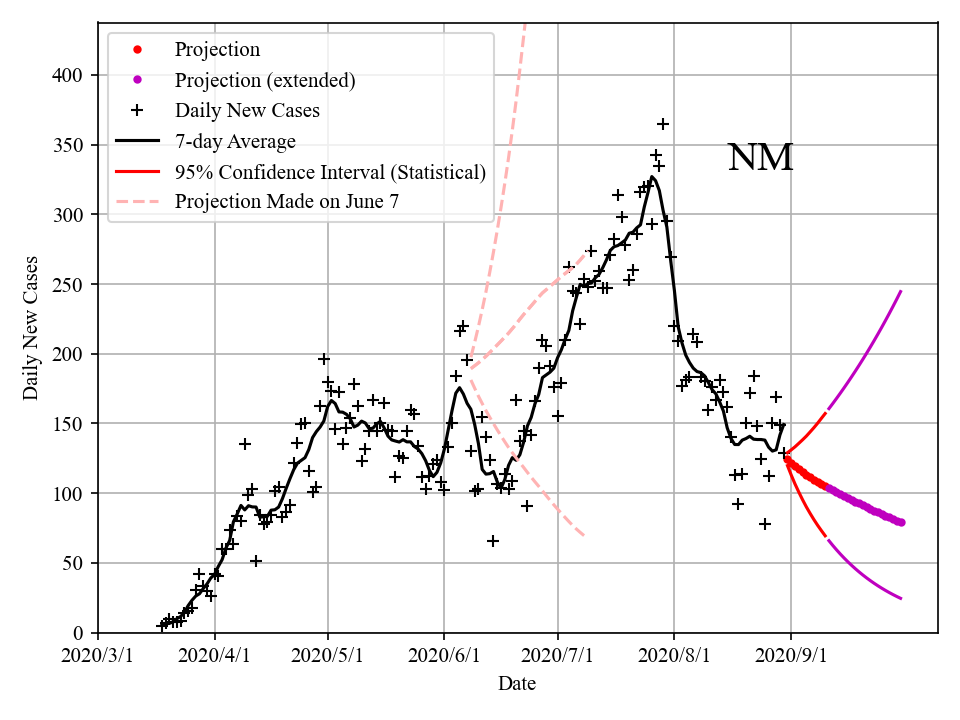 Projection
Projection (extended)
Daily New Cases
7-day Average
95% Confidence Interval (Statistical)
Projection Made on June 7
NM
Daily New Cases
400
350
300
250
200
150
100
50
0
2020/3/1 2020/4/1 2020/5/1 2020/6/1 2020/7/1 2020/8/1 2020/9/1
Date